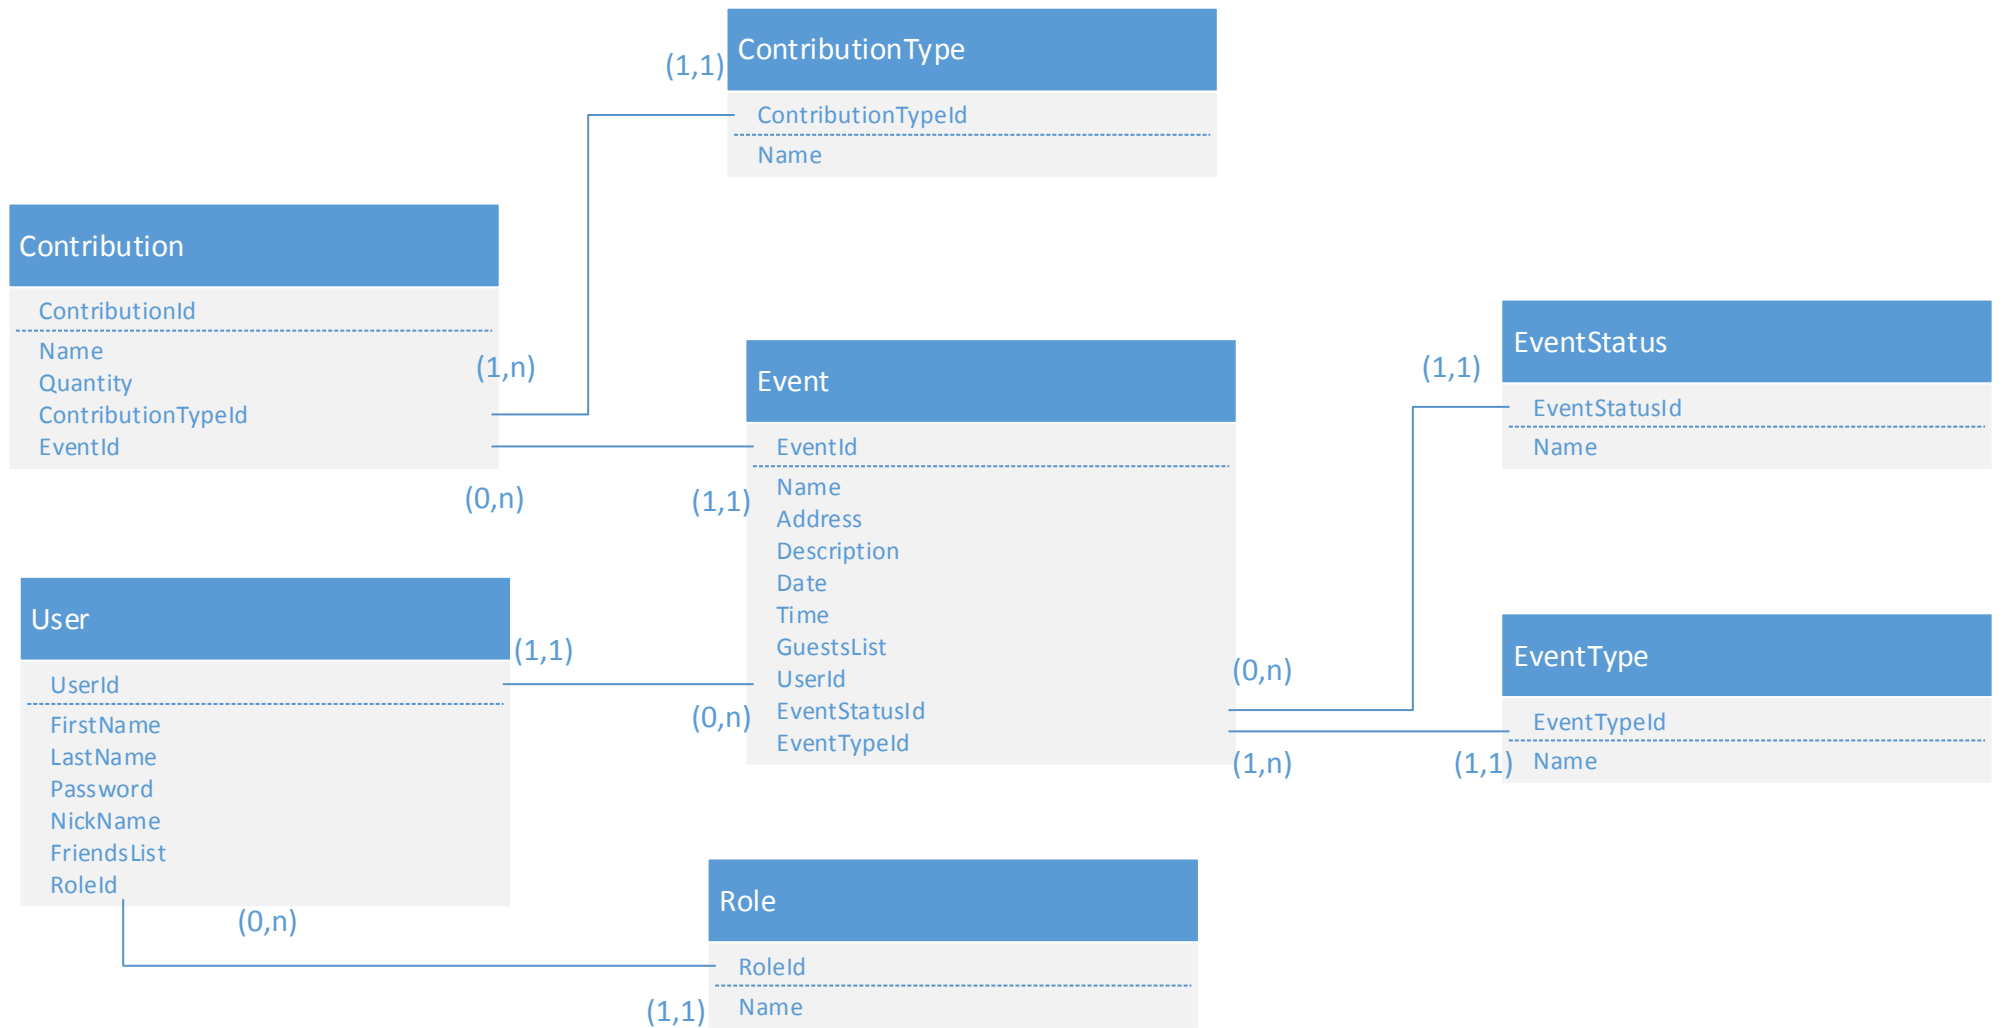 ContributionType
(1,1)
ContributionTypeId
Name
Contribution
ContributionId
Name
Quantity
ContributionTypeId
EventId
(1,n)
(0,n)
Event
(1,1)
EventId
Name
Address
Description
Date
Time
GuestsList
UserId
EventStatusId
EventTypeId
(0,n)
(0,n)
(1,n)
EventStatus
(1,1)
EventStatusId
Name
EventType
EventTypeId
(1,1)
Name
User
(1,1)
UserId
FirstName
LastName
Password
NickName
FriendsList
RoleId
(0,n)
Role
RoleId
(1,1)
Name